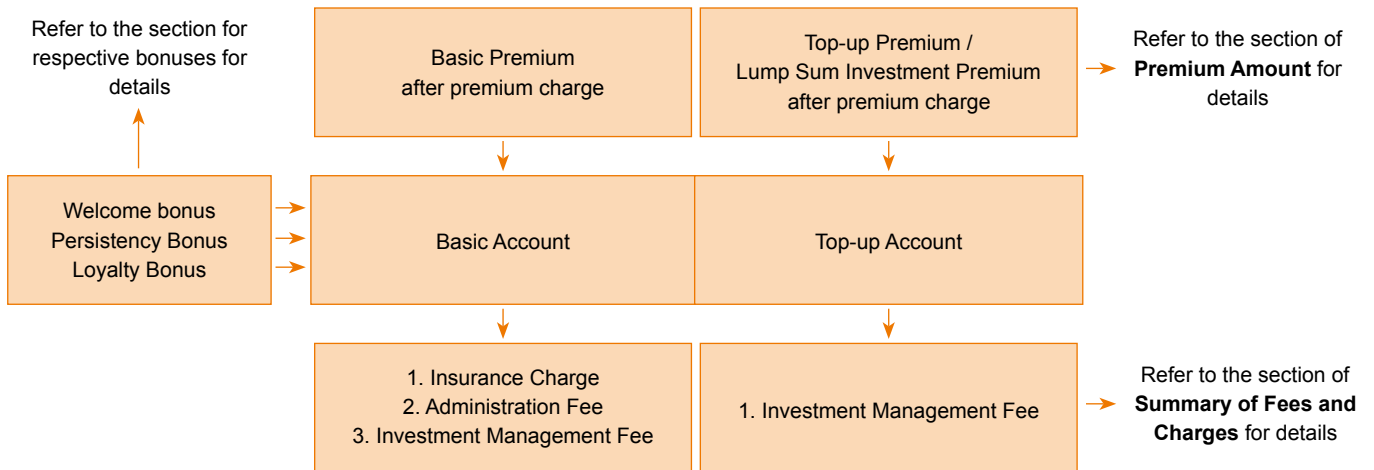 Refer to the section for
respective bonuses for
details
Basic Premium
after premium charge
Top-up Premium /
Lump Sum Investment Premium
after premium charge
Refer to the section of
Premium Amount for
details
Welcome bonus
Persistency Bonus
Loyalty Bonus
Basic Account
Top-up Account
1. Insurance Charge
2. Administration Fee
3. Investment Management Fee
1. Investment Management Fee
Refer to the section of
Summary of Fees and
Charges for details